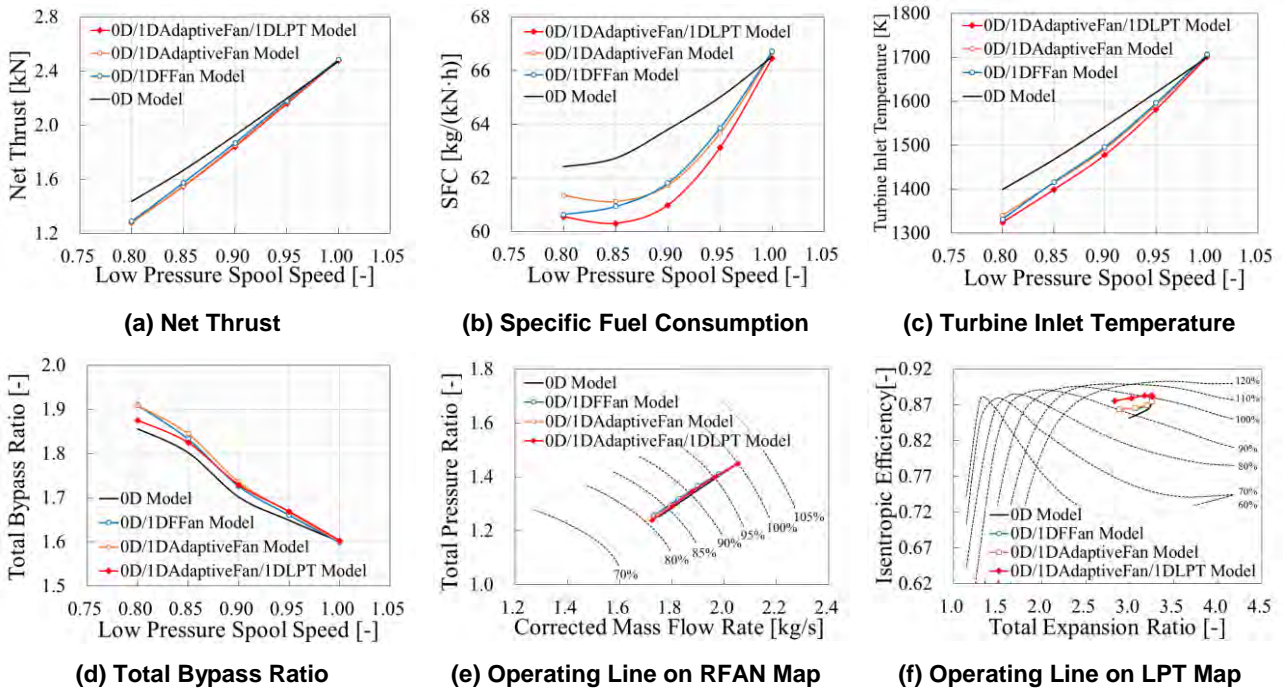 Net Thrust [kN]
3.2
2.8
2.4
2.0
1.6
1.2
0D/1DAdaptiveFan/1DLPT Model
0D/1DAdaptiveFan Model
0D/1DFFan Model
0D Model
0.75 0.80 0.85 0.90 0.95 1.00 1.05
Low Pressure Spool Speed [-]
(a) Net Thrust
SFC [kg/(kN·h)]
68
66
64
62
60
0D/1DAdaptiveFan/1DLPT Model
0D/1DAdaptiveFan Model
0D/1DFFan Model
0D Model
0.75 0.80 0.85 0.90 0.95 1.00 1.05
Low Pressure Spool Speed [-]
(b) Specific Fuel Consumption
Turbine Inlet Temperature [K]
1800
1700
1600
1500
1400
1300
0D/1DAdaptiveFan/1DLPT Model
0D/1DAdaptiveFan Model
0D/1DFFan Model
0D Model
0.75 0.80 0.85 0.90 0.95 1.00 1.05
Low Pressure Spool Speed [-]
(c) Turbine Inlet Temperature
Total Bypass Ratio [-]
2.0
1.9
1.8
1.7
1.6
1.5
0D Model
0D/1DFFan Model
0D/1DAdaptiveFan Model
0D/1DAdaptiveFan/1DLPT Model
0.75 0.80 0.85 0.90 0.95 1.00 1.05
Low Pressure Spool Speed [-]
(d) Total Bypass Ratio
Total Pressure Ratio [-]
1.8
1.6
1.4
1.2
1.0
0D Model
0D/1DFFan Model
0D/1DAdaptiveFan Model
0D/1DAdaptiveFan/1DLPT Model
105%
100%
95%
90%
85%
80%
70%
1.2 1.4 1.6 1.8 2.0 2.2 2.4
Corrected Mass Flow Rate [kg/s]
(e) Operating Line on RFAN Map
Isentropic Efficiency[-]
0.92
0.87
0.82
0.77
0.72
0.67
0.62
120%
110%
100%
90%
80%
70%
60%
0D Model
0D/1DFFan Model
0D/1DAdaptiveFan Model
0D/1DAdaptiveFan/1DLPT Model
1.0 1.5 2.0 2.5 3.0 3.5 4.0 4.5
Total Expansion Ratio [-]
(f) Operating Line on LPT Map